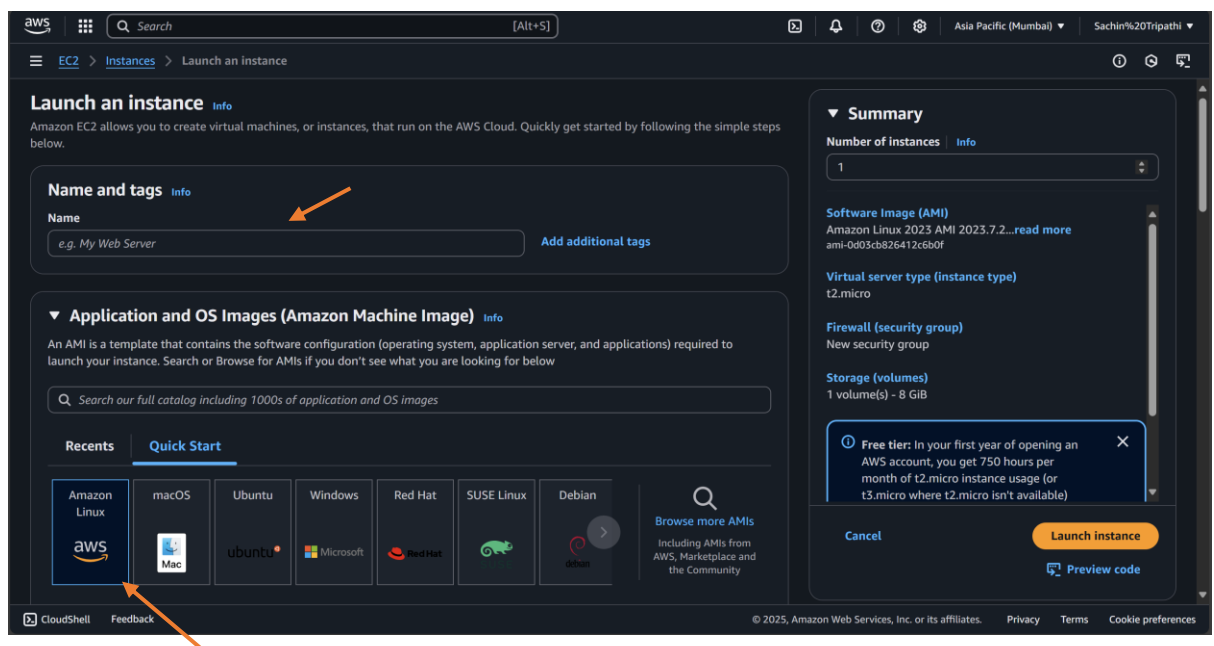 aws
Search
[Alt+S]
Asia Pacific (Mumbai)
Sachin%20Tripathi
EC2 > Instances > Launch an instance
Launch an instance Info
Amazon EC2 allows you to create virtual machines, or instances, that run on the AWS Cloud. Quickly get started by following the simple steps
below.
Name and tags Info
Name
e.g. My Web Server
Add additional tags
Application and OS Images (Amazon Machine Image) Info
An AMI is a template that contains the software configuration (operating system, application server, and applications) required to
launch your instance. Search or Browse for AMIs if you don't see what you are looking for below
Search our full catalog including 1000s of application and OS images
Recents
Quick Start
Amazon
Linux
aws
macOS
Mac
Ubuntu
ubuntu
Windows
Microsoft
Red Hat
Red Hat
SUSE Linux
Debian
debian
Browse more AMIs
Including AMIs from
AWS, Marketplace and
the Community
Summary
Number of instances Info
1
Software Image (AMI)
Amazon Linux 2023 AMI 2023.7.2...read more
ami-0d03cb826412c6b0f
Virtual server type (instance type)
t2.micro
Firewall (security group)
New security group
Storage (volumes)
1 volume(s) - 8 GiB
Free tier: In your first year of opening an
AWS account, you get 750 hours per
month of t2.micro instance usage (or
t3.micro where t2.micro isn't available)
Cancel
Launch instance
Preview code
CloudShell
Feedback
© 2025, Amazon Web Services, Inc. or its affiliates.
Privacy
Terms
Cookie preferences